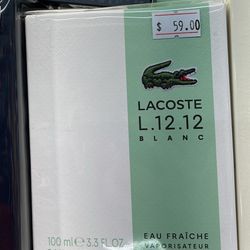 $ 59.00
LACOSTE
L.12.12
BLANC
100 ml ℮ 3.3 FL OZ
EAU FRAÎCHE
VAPORISATEUR